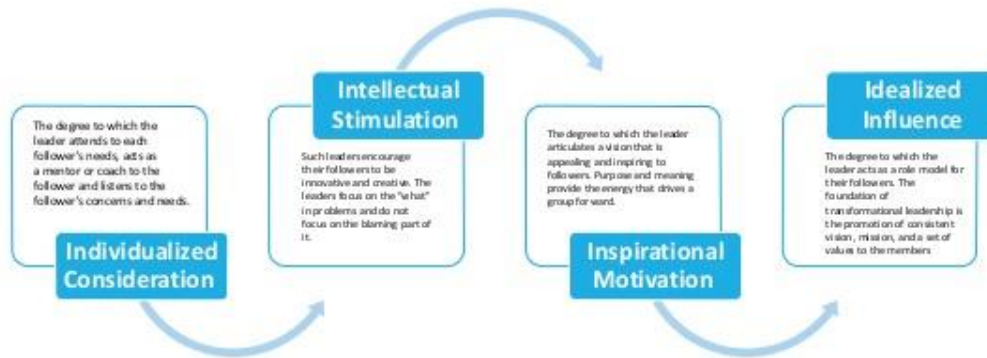 The degree to which the
leader attends to each
follower's needs, acts as
a mentor or coach to the
follower and listens to the
follower's concerns and needs.
Individualized
Consideration
Intellectual
Stimulation
Such leaders encourage
their followers to be
innovative and creative. The
leaders focus on the "what"
in problems and do not
focus on the blaming part of
it.
The degree to which the leader
articulates a vision that is
appealing and inspiring to
followers. Purpose and meaning
provide the energy that drives a
group forward.
Inspirational
Motivation
Idealized
Influence
The degree to which the
leader acts as a role model for
their followers. The
foundation of
transformational leadership is
the promotion of consistent
vision, mission, and a set of
values to the members